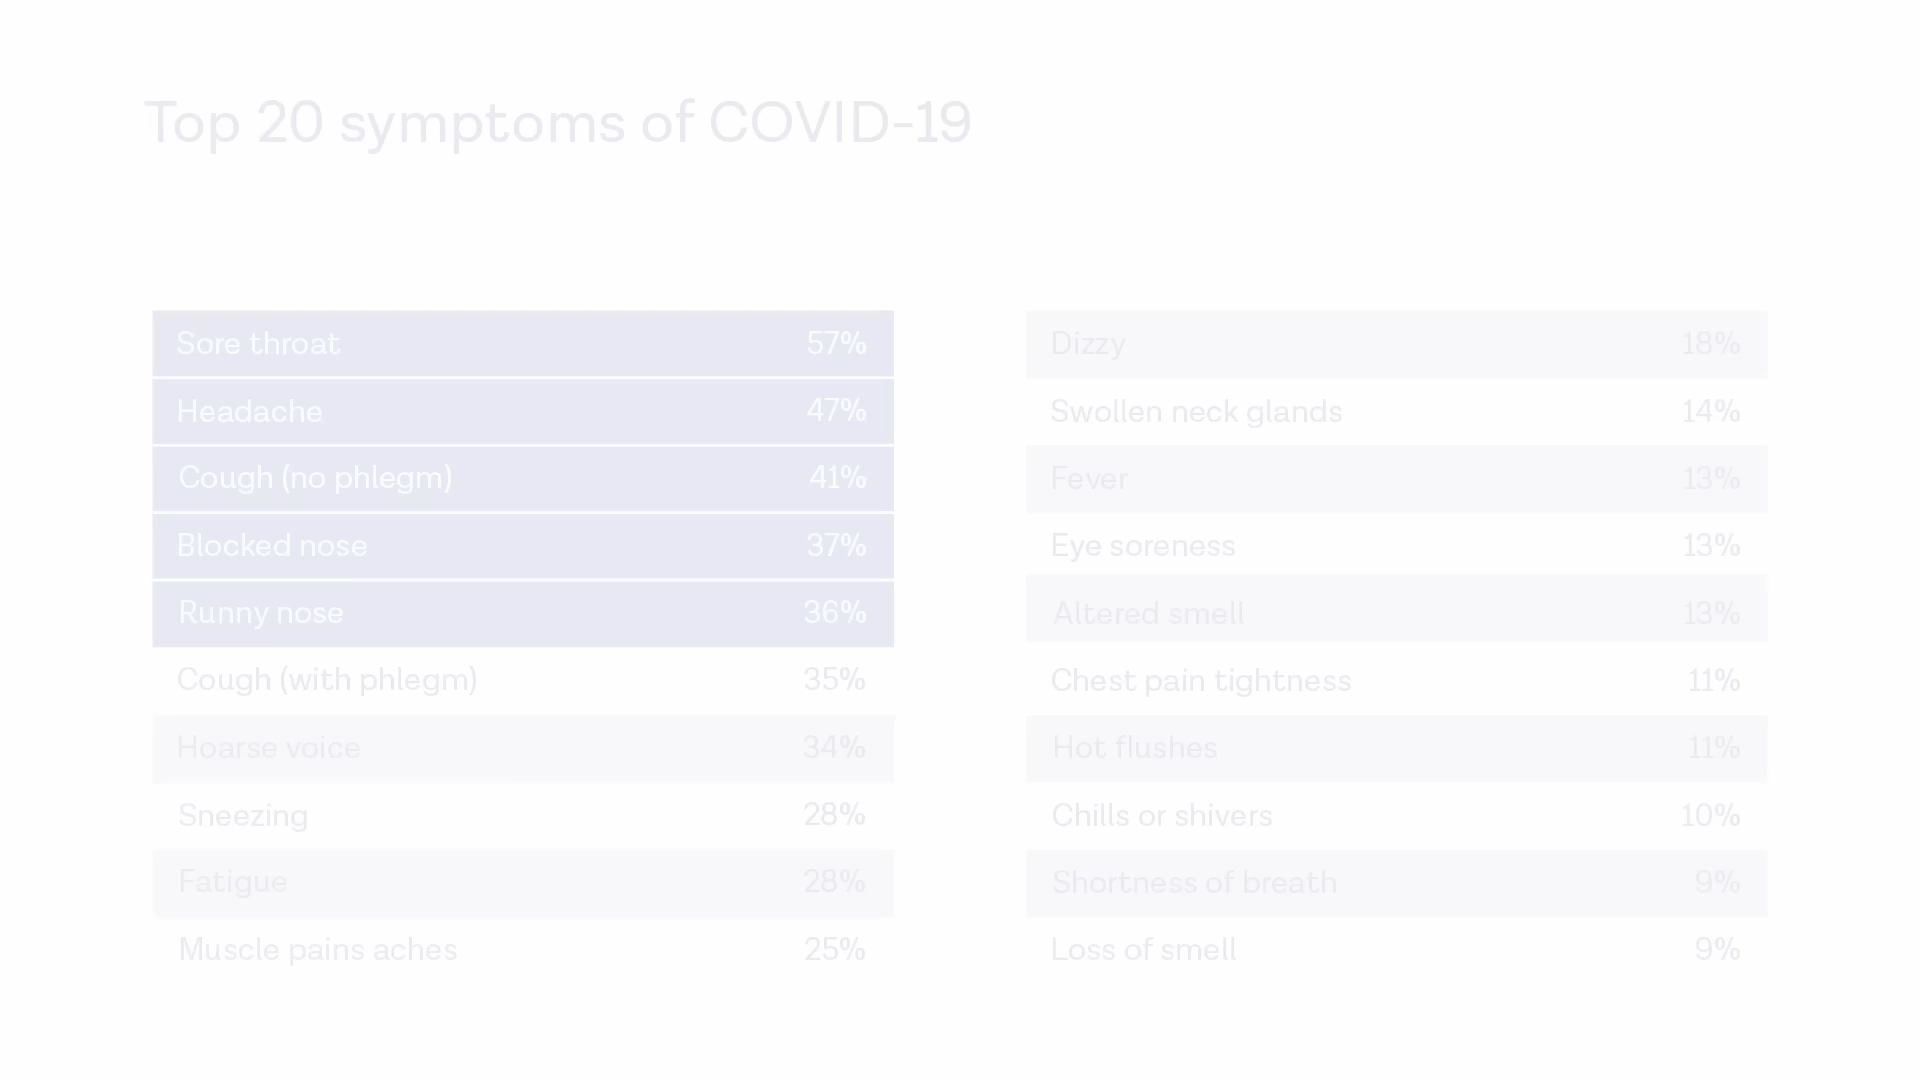 Top 20 symptoms of COVID-19
Sore throat 57%
Headache 47%
Cough (no phlegm) 41%
Blocked nose 37%
Runny nose 36%
Cough (with phlegm) 35%
Hoarse voice 34%
Sneezing 28%
Fatigue 28%
Muscle pains aches 25%
Dizzy 18%
Swollen neck glands 14%
Fever 13%
Eye soreness 13%
Altered smell 13%
Chest pain tightness 11%
Hot flushes 11%
Chills or shivers 10%
Shortness of breath 9%
Loss of smell 9%